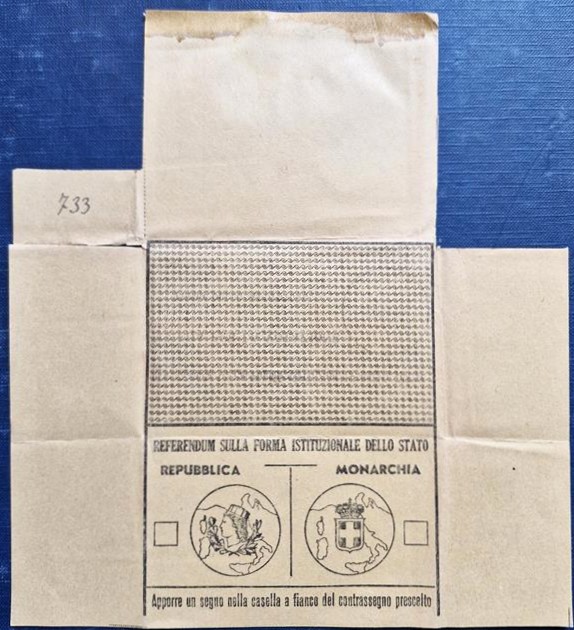 733
REFERENDUM SULLA FORMA ISTITUZIONALE DELLO STATO
REPUBBLICA
MONARCHIA
Apporre un segno nella casella a fianco del contrassegno prescelto